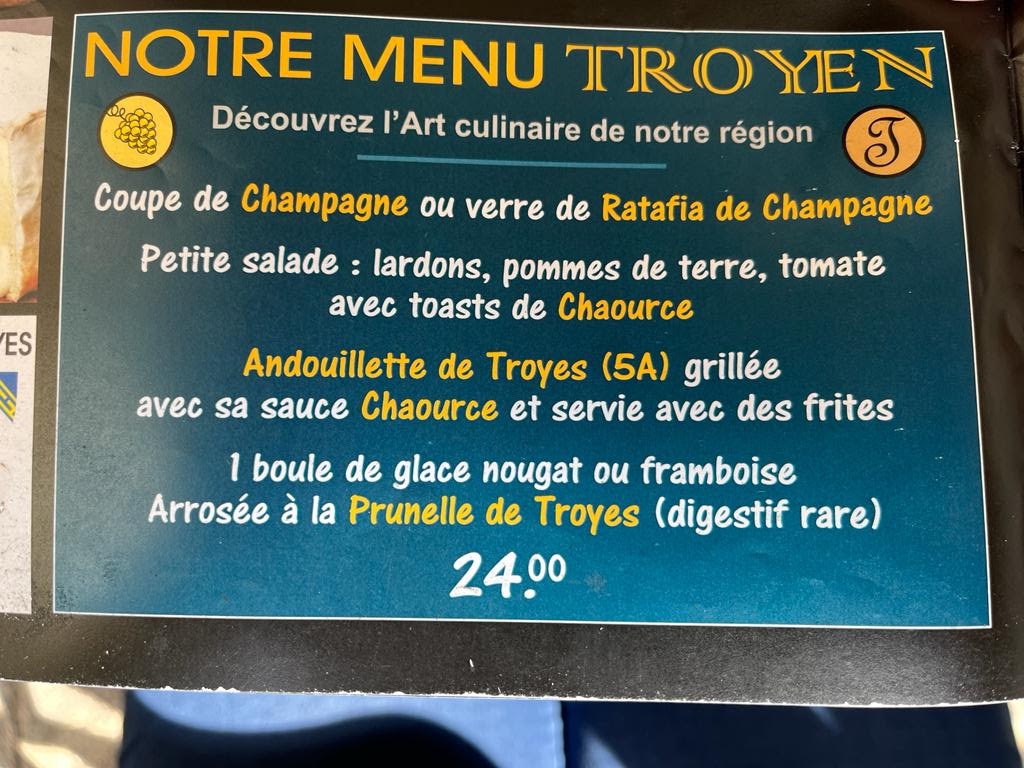 NOTRE MENU TROYEN
Découvrez l'Art culinaire de notre région
T
Coupe de Champagne ou verre de Ratafia de Champagne
Petite salade : lardons, pommes de terre, tomate
avec toasts de Chaource
YES
Andouillette de Troyes (5A) grillée
avec sa sauce Chaource et servie avec des frites
1 boule de glace nougat ou framboise
Arrosée à la Prunelle de Troyes (digestif rare)
24.00